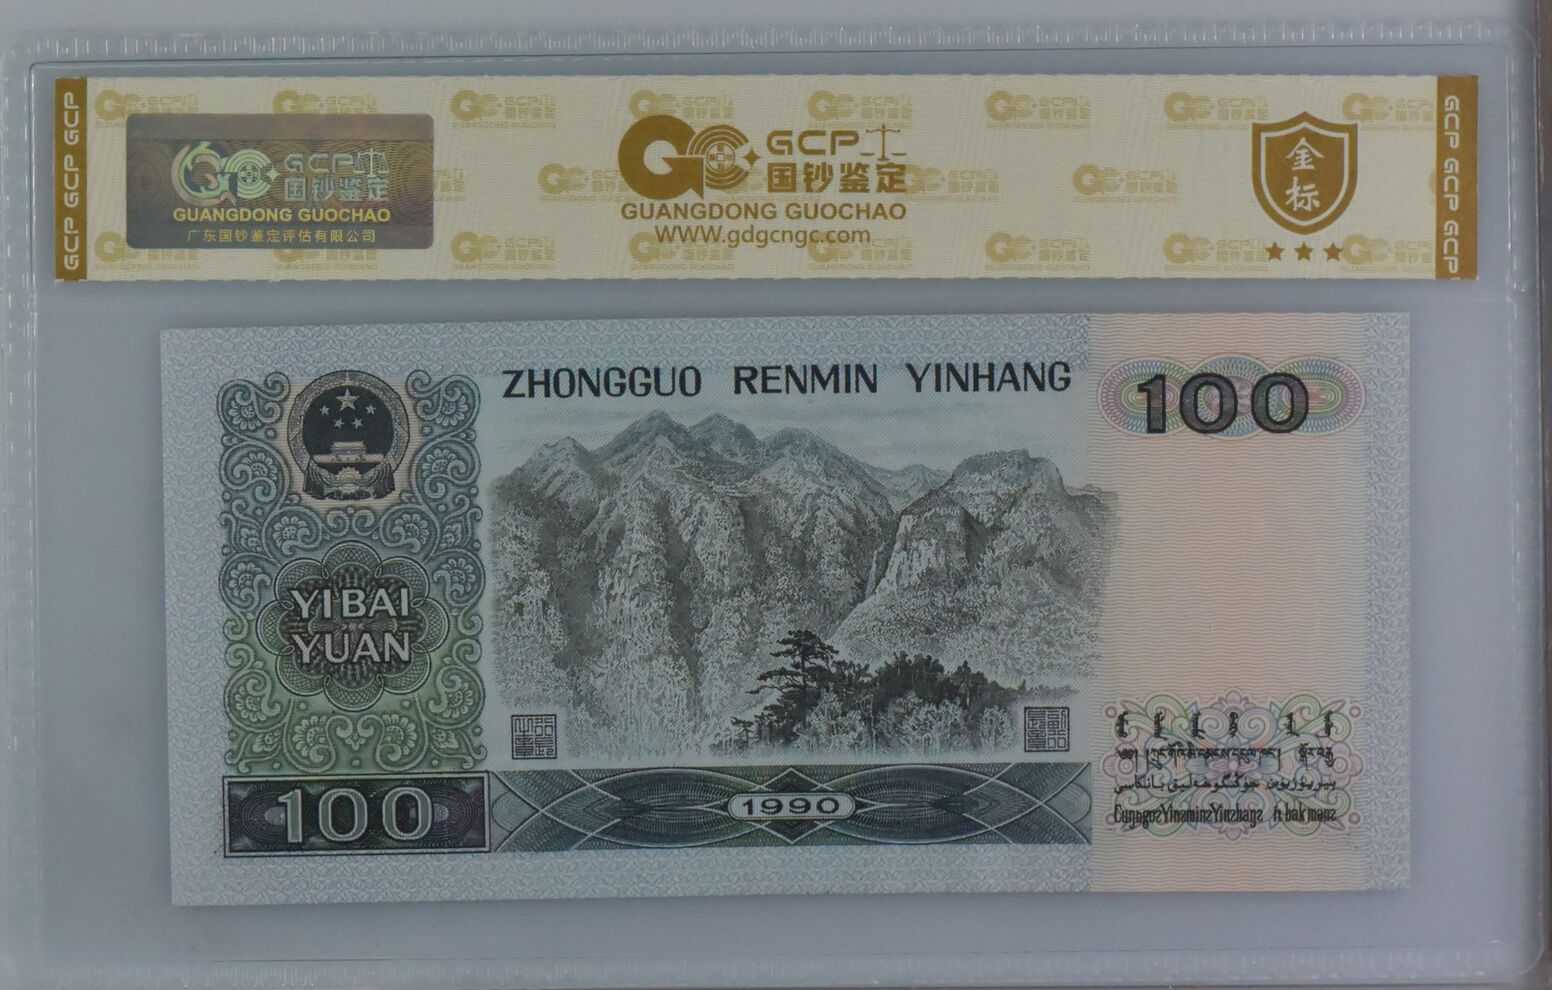 GCP GCP GCP
GCP
国钞鉴定
GUANGDONG GUOCHAO
广东国钞鉴定评估有限公司
GCP
国钞鉴定
GUANGDONG GUOCHAO
WWW.gdgcngc.com
金标
GCP GCP GCP
ZHONGGUO RENMIN YINHANG
100
YI BAI
YUAN
100
1990